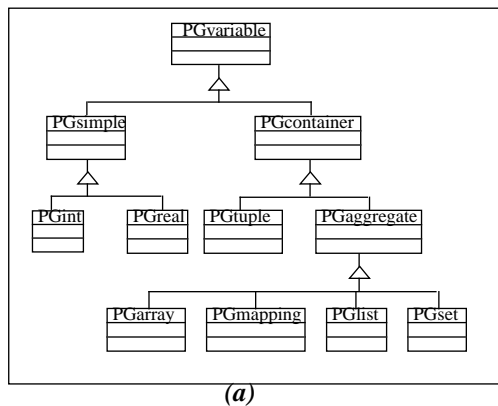 PGvariable
PGsimple
PGcontainer
PGint
PGreal
PGtuple
PGaggregate
PGarray
PGmapping
PGlist
PGset
(a)